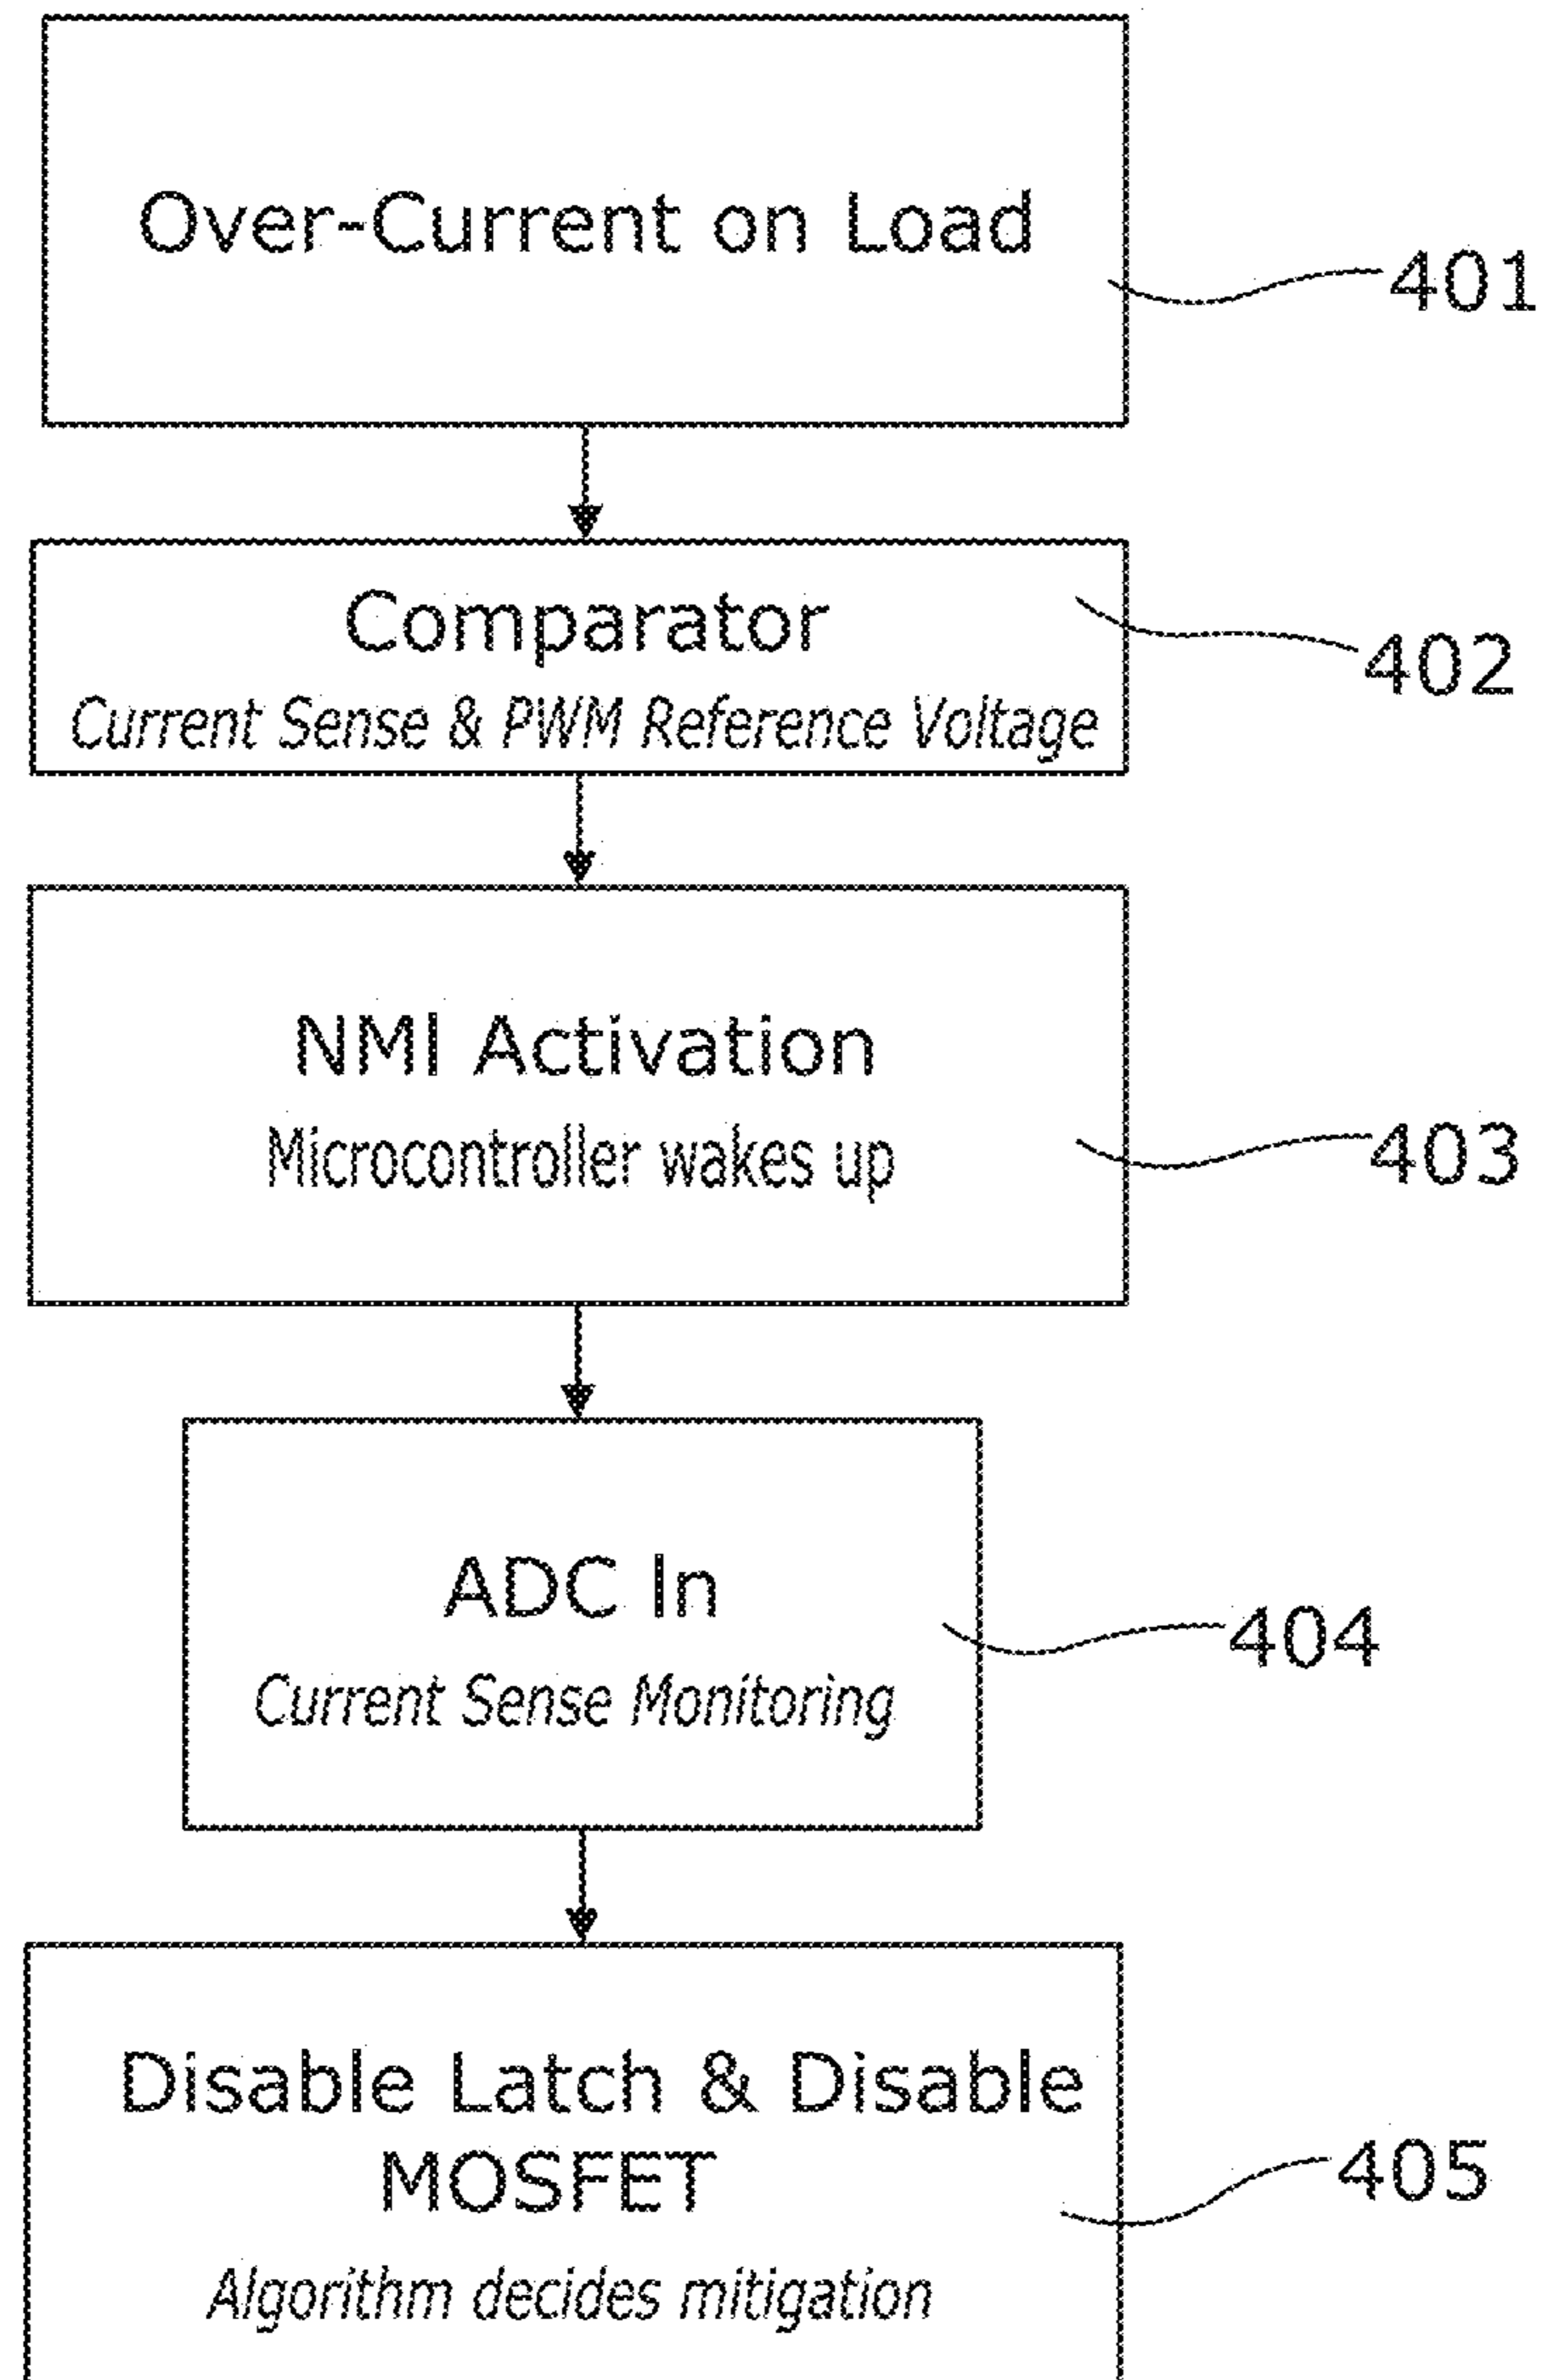 Over-Current on Load
401
Comparator
Current Sense & PWM Reference Voltage
402
NMI Activation
Microcontroller wakes up
403
ADC In
Current Sense Monitoring
404
Disable Latch & Disable
MOSFET
Algorithm decides mitigation
405